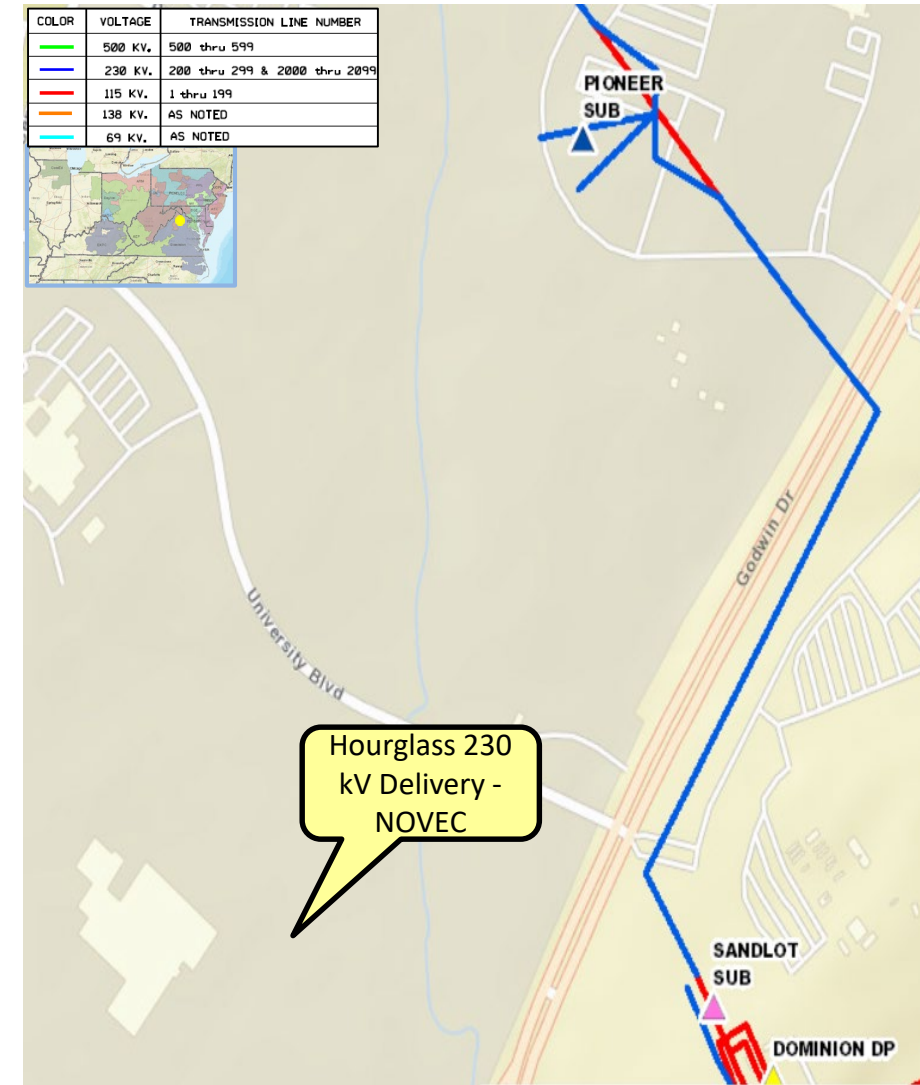 COLOR VOLTAGE TRANSMISSION LINE NUMBER
500 KV. 500 thru 599
230 KV. 200 thru 299 & 2000 thru 2099
115 KV. 1 thru 199
138 KV. AS NOTED
69 KV. AS NOTED
PIONEER
SUB
Godwin Dr
University Blvd
Hourglass 230
kV Delivery -
NOVEC
SANDLOT
SUB
DOMINION DP